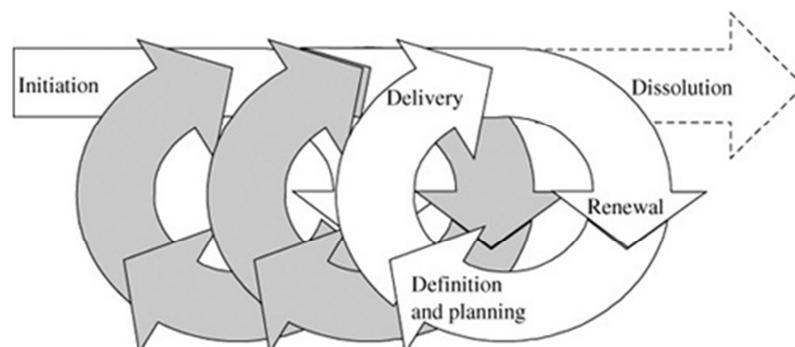 Initiation
Delivery
Dissolution
Renewal
Definition
and planning